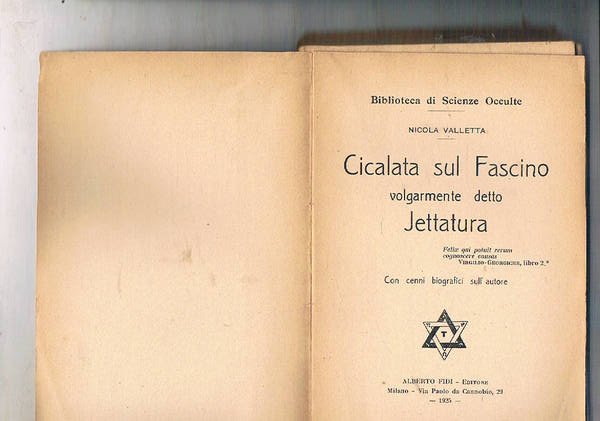 Biblioteca di Scienze Occulte
NICOLA VALLETTA
Cicalata sul Fascino
volgarmente detto
Jettatura
Felix qui potuit rerum
cognoscere causas
VIRGILIO-GEORGICHE, libro 2.º
Con cenni biografici sull'autore
T
ALBERTO FIDI - EDITORE
Milano - Via Paolo da Cannobio, 21
— 1925 —